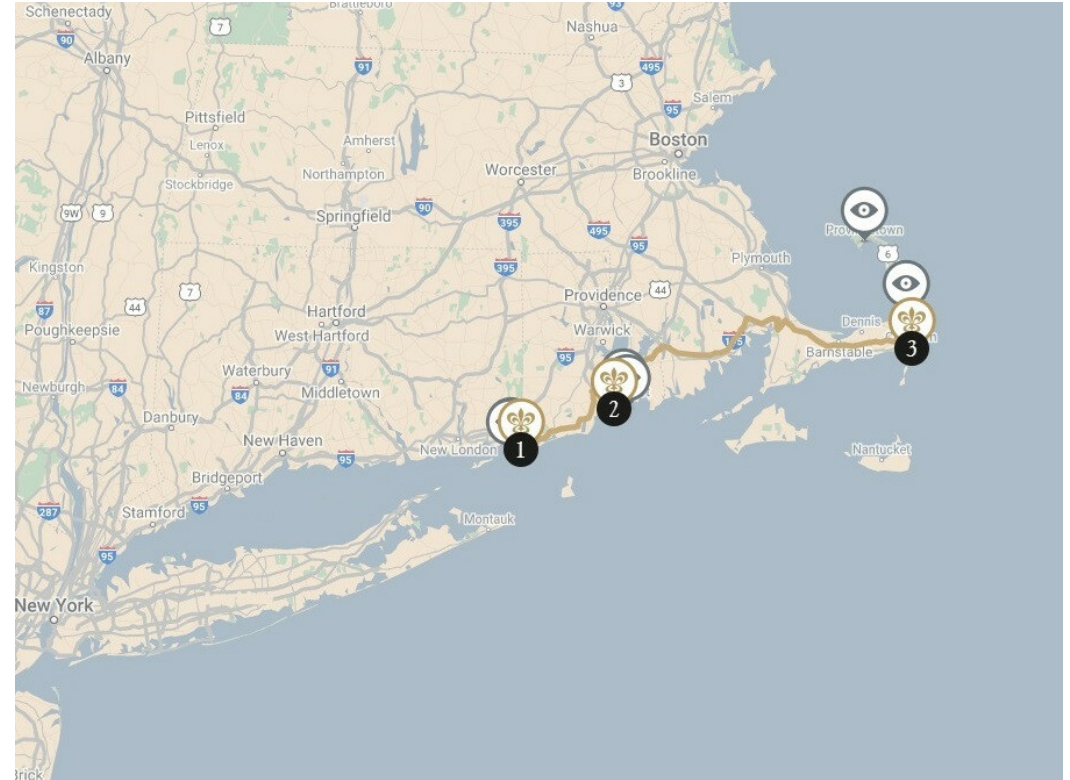 Schenectady
Brattleboro
93
7
Nashua
90
Albany
91
495
3
95
Salem
Pittsfield
Boston
Lenox
Amherst
Worcester
Brookline
Northampton
Stockbridge
90
9W
9
Springfield
395
495
95
Provincetown
6
Plymouth
Kingston
395
7
44
44
Providence
87
Hartford
Dennis
Poughkeepsie
West Hartford
Warwick
195
Barnstable
3
95
91
Waterbury
Middletown
Newburgh
84
84
2
Danbury
New Haven
New London
1
95
Nantucket
Bridgeport
Stamford
95
287
Montauk
95
New York
Brick